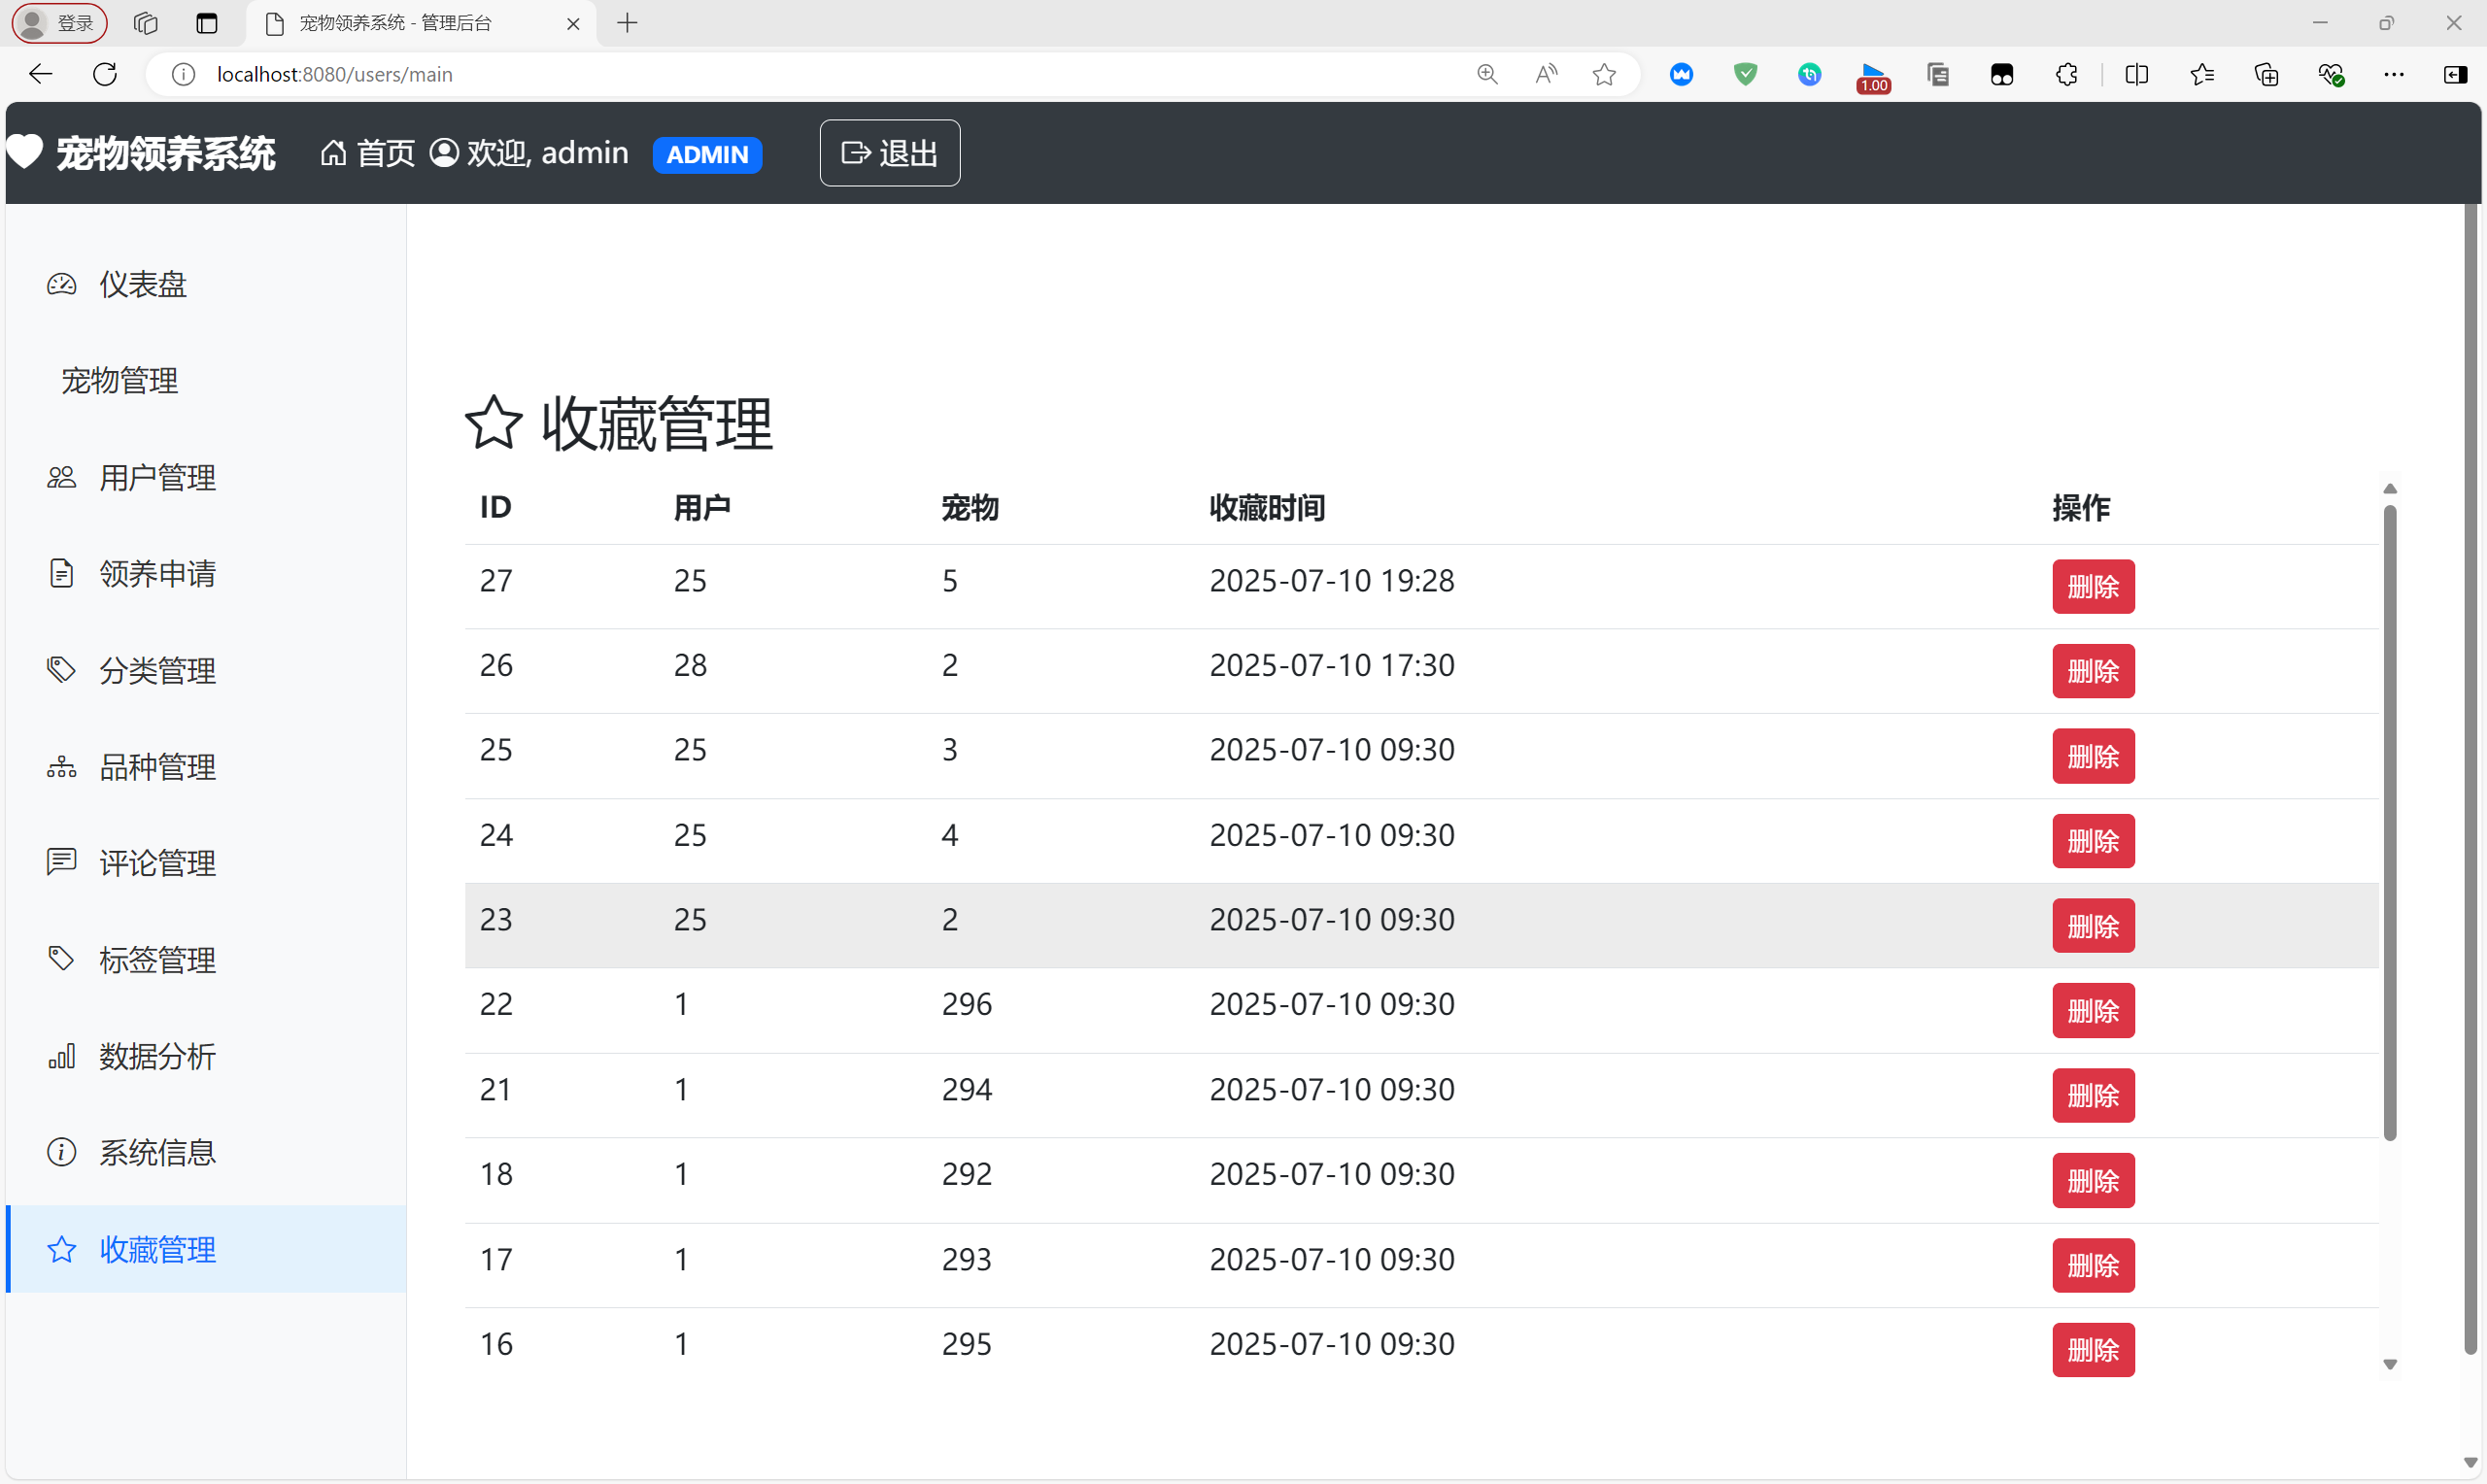 登录 宠物领养系统 - 管理后台
localhost:8080/users/main 1.00
宠物领养系统 首页 欢迎, admin ADMIN 退出
仪表盘
宠物管理
用户管理
领养申请
分类管理
品种管理
评论管理
标签管理
数据分析
系统信息
收藏管理
收藏管理
ID 用户 宠物 收藏时间 操作
27 25 5 2025-07-10 19:28 删除
26 28 2 2025-07-10 17:30 删除
25 25 3 2025-07-10 09:30 删除
24 25 4 2025-07-10 09:30 删除
23 25 2 2025-07-10 09:30 删除
22 1 296 2025-07-10 09:30 删除
21 1 294 2025-07-10 09:30 删除
18 1 292 2025-07-10 09:30 删除
17 1 293 2025-07-10 09:30 删除
16 1 295 2025-07-10 09:30 删除